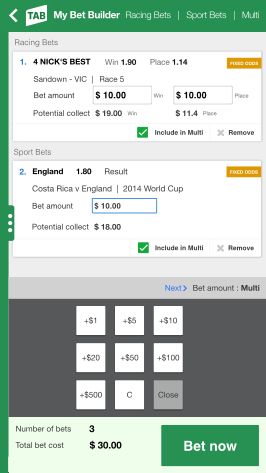 TAB My Bet Builder Racing Bets | Sport Bets | Multi
Racing Bets
1. 4 NICK'S BEST Win 1.90 Place 1.14 FIXED ODDS
Sandown - VIC | Race 5
Bet amount $ 10.00 Win $ 10.00 Place
Potential collect $ 19.00 Win $ 11.4 Place
Include in Multi Remove
Sport Bets
2. England 1.80 Result FIXED ODDS
Costa Rica v England | 2014 World Cup
Bet amount $ 10.00
Potential collect $ 18.00
Include in Multi Remove
Next> Bet amount : Multi
+$1 +$5 +$10
+$20 +$50 +$100
+$500 C Close
Number of bets 3
Total bet cost $ 30.00
Bet now